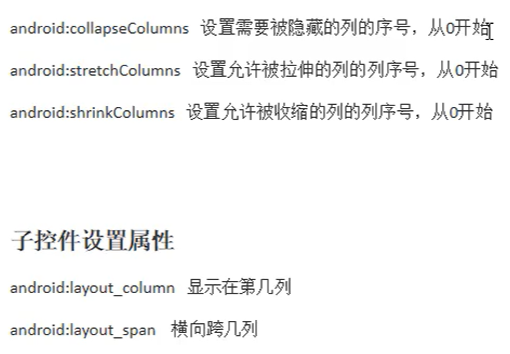 android:collapseColumns 设置需要被隐藏的列的序号，从0开始
android:stretchColumns 设置允许被拉伸的列的列序号，从0开始
android:shrinkColumns 设置允许被收缩的列的列序号，从0开始
子控件设置属性
android:layout_column 显示在第几列
android:layout_span 横向跨几列